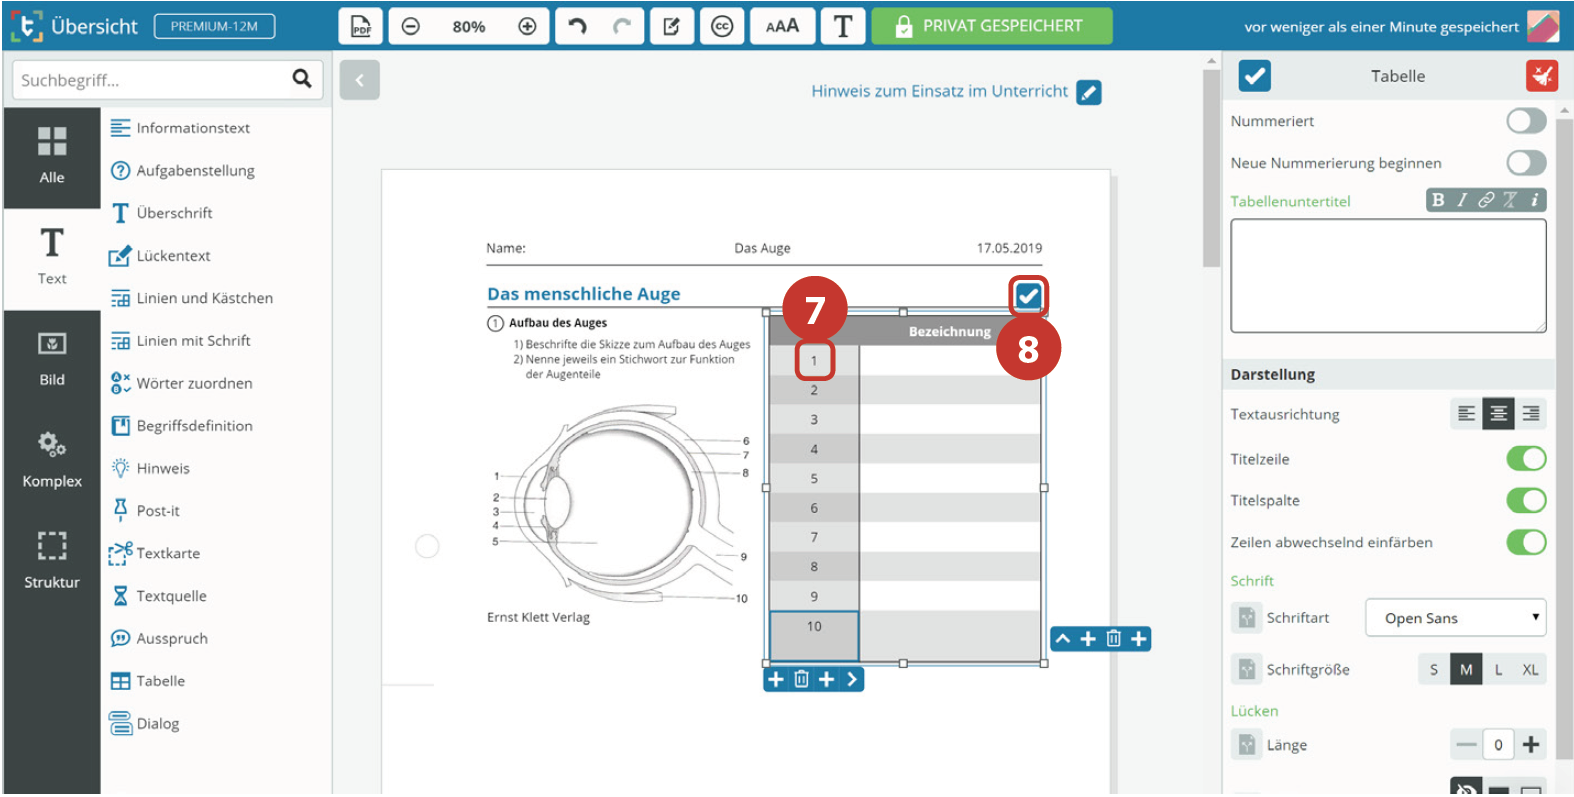 Übersicht
PREMIUM-12M
PDF
80%
cc
AAA
T
PRIVAT GESPEICHERT
vor weniger als einer Minute gespeichert
Suchbegriff...
Alle
Text
Bild
Komplex
Struktur
Informationstext
Aufgabenstellung
Überschrift
Lückentext
Linien und Kästchen
Linien mit Schrift
Wörter zuordnen
Begriffsdefinition
Hinweis
Post-it
Textkarte
Textquelle
Ausspruch
Tabelle
Dialog
Hinweis zum Einsatz im Unterricht
Name: Das Auge 17.05.2019
Das menschliche Auge
1 Aufbau des Auges
1) Beschrifte die Skizze zum Aufbau des Auges
2) Nenne jeweils ein Stichwort zur Funktion
der Augenteile
6
7
8
1
2
3
4
5
9
10
Ernst Klett Verlag
7
8
Bezeichnung
1
2
3
4
5
6
7
8
9
10
Tabelle
Nummeriert
Neue Nummerierung beginnen
Tabellenuntertitel
B I T i
Darstellung
Textausrichtung
Titelzeile
Titelspalte
Zeilen abwechselnd einfärben
Schrift
Schriftart Open Sans
Schriftgröße S M L XL
Lücken
Länge 0